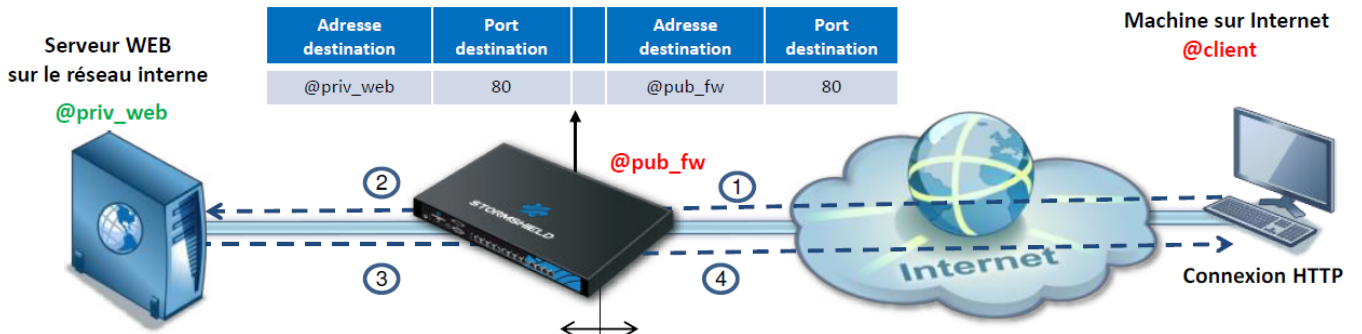 Serveur WEB
sur le réseau interne
@priv_web
Adresse destination
Port destination
Adresse destination
Port destination
@priv_web
80
@pub_fw
80
Machine sur Internet
@client
@pub_fw
STORMSHIELD
2
1
3
4
Internet
Connexion HTTP